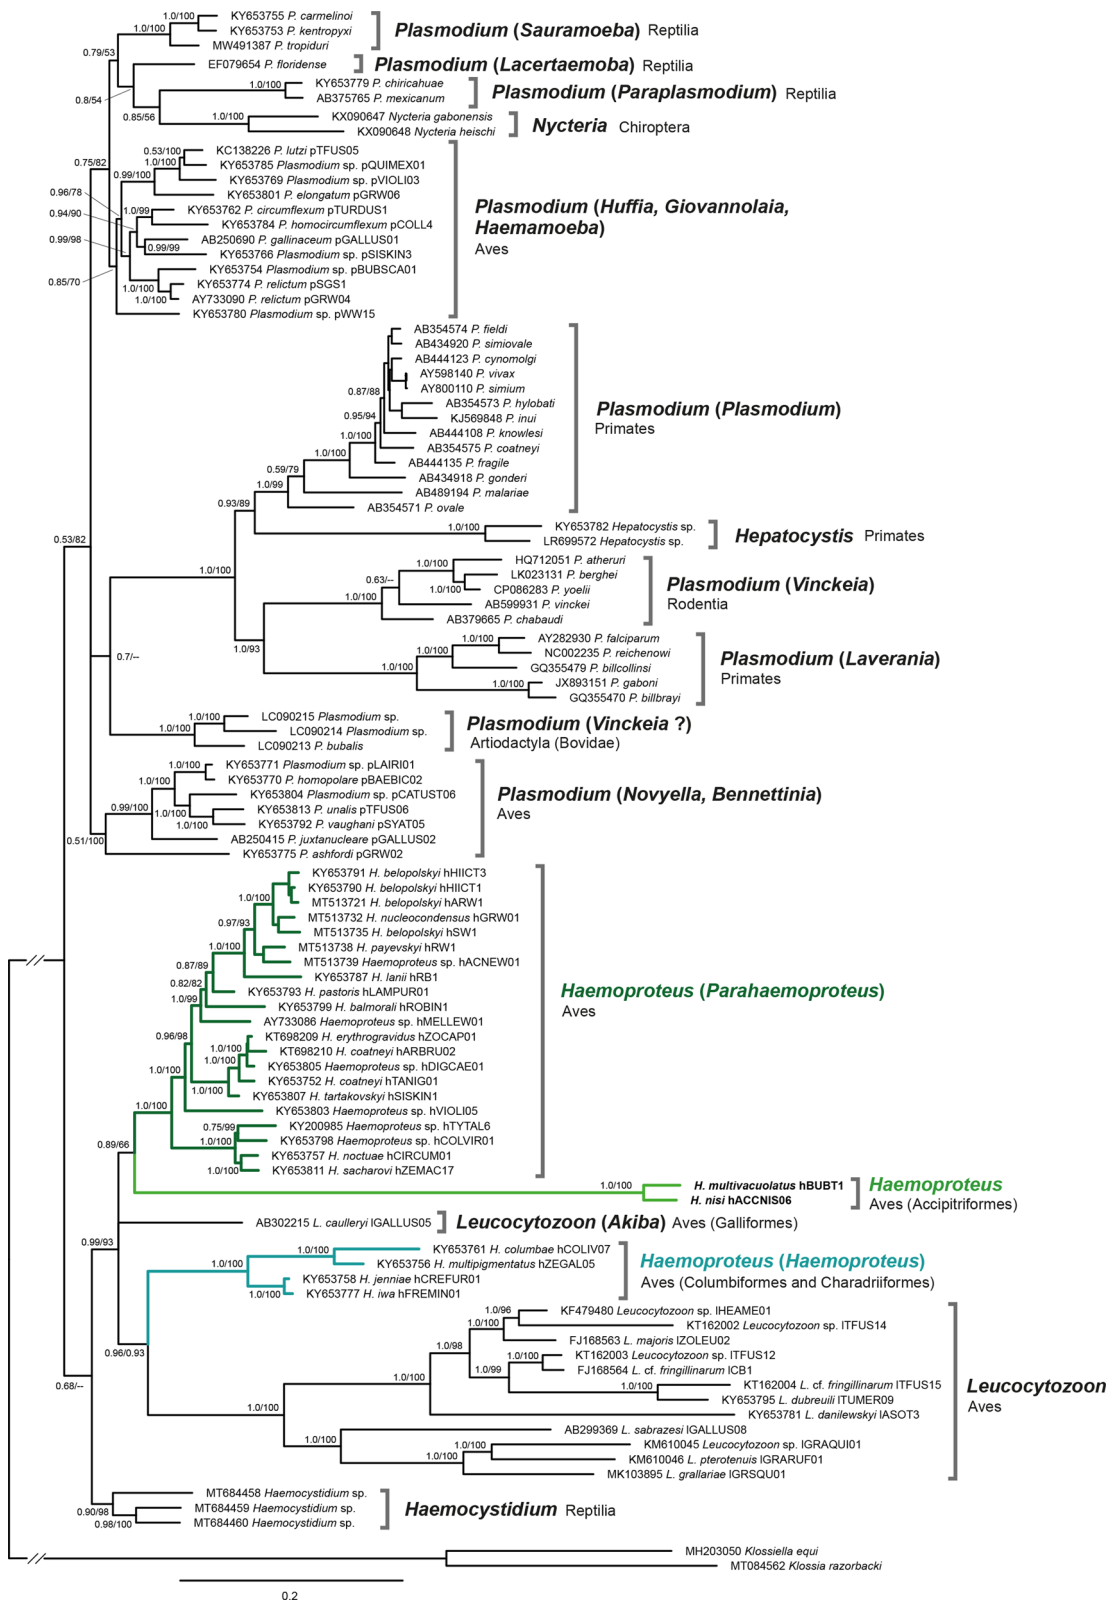 KY653755 P. carmelinoi
1.0/100
KY653753 P. kentropyxi
Plasmodium (Sauramoeba) Reptilia
MW491387 P. tropiduri
0.79/53
EF079654 P. floridense
Plasmodium (Lacertaemoba) Reptilia
KY653779 P. chiricahuae
1.0/100
Plasmodium (Paraplasmodium) Reptilia
AB375765 P. mexicanum
0.8/54
0.85/56
KX090647 Nycteria gabonensis
1.0/100
Nycteria Chiroptera
KX090648 Nycteria heischi
KC138226 P. lutzi pTFUS05
0.53/100
0.75/82
1.0/100
KY653785 Plasmodium sp. pQUIMEX01
0.99/100
KY653769 Plasmodium sp. pVIOLI03
0.96/78
KY653801 P. elongatum pGRW06
Plasmodium (Huffia, Giovannolaia,
Haemamoeba)
Aves
KY653762 P. circumflexum pTURDUS1
1.0/99
0.94/90
KY653784 P. homocircumflexum pCOLL4
0.99/98
AB250690 P. gallinaceum pGALLUS01
0.99/99
KY653766 Plasmodium sp. pSISKIN3
KY653754 Plasmodium sp. pBUBSCA01
0.85/70
KY653774 P. relictum pSGS1
1.0/100
AY733090 P. relictum pGRW04
1.0/100
KY653780 Plasmodium sp. pWW15
AB354574 P. fieldi
AB434920 P. simiovale
AB444123 P. cynomolgi
AY598140 P. vivax
AY800110 P. simium
0.87/88
AB354573 P. hylobati
Plasmodium (Plasmodium)
Primates
0.95/94
KJ569848 P. inui
AB444108 P. knowlesi
1.0/100
AB354575 P. coatneyi
1.0/100
AB444135 P. fragile
0.59/79
AB434918 P. gonderi
1.0/99
AB489194 P. malariae
0.93/89
AB354571 P. ovale
KY653782 Hepatocystis sp.
1.0/100
Hepatocystis Primates
LR699572 Hepatocystis sp.
0.53/82
HQ712051 P. atheruri
1.0/100
LK023131 P. berghei
1.0/100
0.63/--
1.0/100
CP086283 P. yoelii
Plasmodium (Vinckeia)
Rodentia
1.0/100
AB599931 P. vinckei
AB379665 P. chabaudi
AY282930 P. falciparum
1.0/100
1.0/93
0.7/--
1.0/100
NC002235 P. reichenowi
GQ355479 P. billcollinsi
Plasmodium (Laverania)
Primates
1.0/100
JX893151 P. gaboni
1.0/100
GQ355470 P. billbrayi
LC090215 Plasmodium sp.
1.0/100
1.0/100
LC090214 Plasmodium sp.
Plasmodium (Vinckeia ?)
Artiodactyla (Bovidae)
LC090213 P. bubalis
KY653771 Plasmodium sp. pLAIRI01
1.0/100
KY653770 P. homopolare pBAEBIC02
1.0/100
KY653804 Plasmodium sp. pCATUST06
Plasmodium (Novyella, Bennettinia)
Aves
0.99/100
1.0/100
KY653813 P. unalis pTFUS06
1.0/100
KY653792 P. vaughani pSYAT05
0.51/100
AB250415 P. juxtanucleare pGALLUS02
KY653775 P. ashfordi pGRW02
KY653791 H. belopolskyi hHIICT3
KY653790 H. belopolskyi hHIICT1
1.0/100
MT513721 H. belopolskyi hARW1
MT513732 H. nucleocondensus hGRW01
0.97/93
MT513735 H. belopolskyi hSW1
1.0/100
MT513738 H. payevskyi hRW1
MT513739 Haemoproteus sp. hACNEW01
0.87/89
KY653787 H. lanii hRB1
0.82/82
KY653793 H. pastoris hLAMPUR01
Haemoproteus (Parahaemoproteus)
Aves
1.0/99
KY653799 H. balmorali hROBIN1
AY733086 Haemoproteus sp. hMELLEW01
0.96/98
KT698209 H. erythrogravidus hZOCAP01
1.0/100
KT698210 H. coatneyi hARBRU02
1.0/100
KY653805 Haemoproteus sp. hDIGCAE01
1.0/100
KY653752 H. coatneyi hTANIG01
1.0/100
KY653807 H. tartakovskyi hSISKIN1
KY653803 Haemoproteus sp. hVIOLI05
1.0/100
0.75/99
KY200985 Haemoproteus sp. hTYTAL6
1.0/100
KY653798 Haemoproteus sp. hCOLVIR01
0.89/66
KY653757 H. noctuae hCIRCUM01
1.0/100
KY653811 H. sacharovi hZEMAC17
1.0/100
H. multivacuolatus hBUBT1
Haemoproteus
Aves (Accipitriformes)
H. nisi hACCNIS06
AB302215 L. caulleryi lGALLUS05
Leucocytozoon (Akiba) Aves (Galliformes)
0.99/93
KY653761 H. columbae hCOLIV07
1.0/100
KY653756 H. multipigmentatus hZEGAL05
1.0/100
Haemoproteus (Haemoproteus)
Aves (Columbiformes and Charadriiformes)
KY653758 H. jenniae hCREFUR01
1.0/100
KY653777 H. iwa hFREMIN01
KF479480 Leucocytozoon sp. lHEAME01
1.0/96
1.0/100
KT162002 Leucocytozoon sp. lTFUS14
FJ168563 L. majoris lZOLEU02
0.96/0.93
1.0/98
KT162003 Leucocytozoon sp. lTFUS12
1.0/100
1.0/99
FJ168564 L. cf. fringillinarum lCB1
0.68/--
1.0/100
KT162004 L. cf. fringillinarum lTFUS15
1.0/100
KY653795 L. dubreuili lTUMER09
Leucocytozoon
Aves
1.0/100
KY653781 L. danilewskyi lASOT3
AB299369 L. sabrazesi lGALLUS08
1.0/100
KM610045 Leucocytozoon sp. lGRAQUI01
1.0/100
1.0/100
KM610046 L. pterotenuis lGRARUF01
MK103895 L. grallariae lGRSQU01
MT684458 Haemocystidium sp.
0.90/98
MT684459 Haemocystidium sp.
Haemocystidium Reptilia
0.98/100
MT684460 Haemocystidium sp.
MH203050 Klossiella equi
MT084562 Klossia razorbacki
0.2